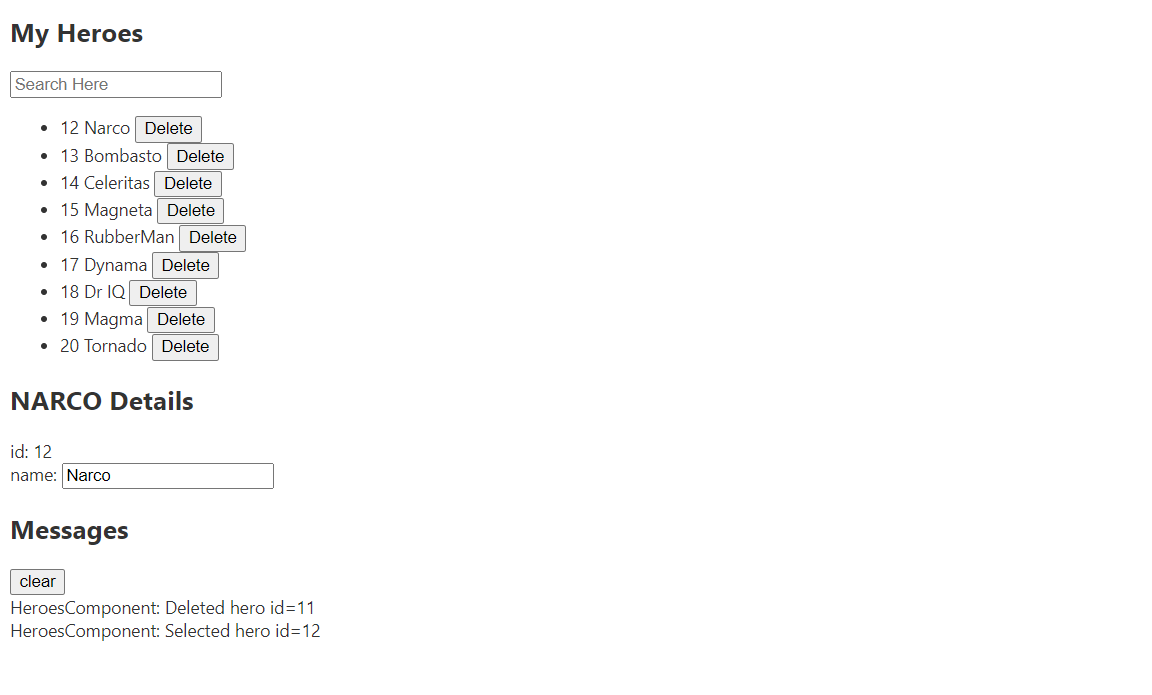 My Heroes
Search Here
12 Narco Delete
13 Bombasto Delete
14 Celeritas Delete
15 Magneta Delete
16 RubberMan Delete
17 Dynama Delete
18 Dr IQ Delete
19 Magma Delete
20 Tornado Delete
NARCO Details
id: 12
name: Narco
Messages
clear
HeroesComponent: Deleted hero id=11
HeroesComponent: Selected hero id=12